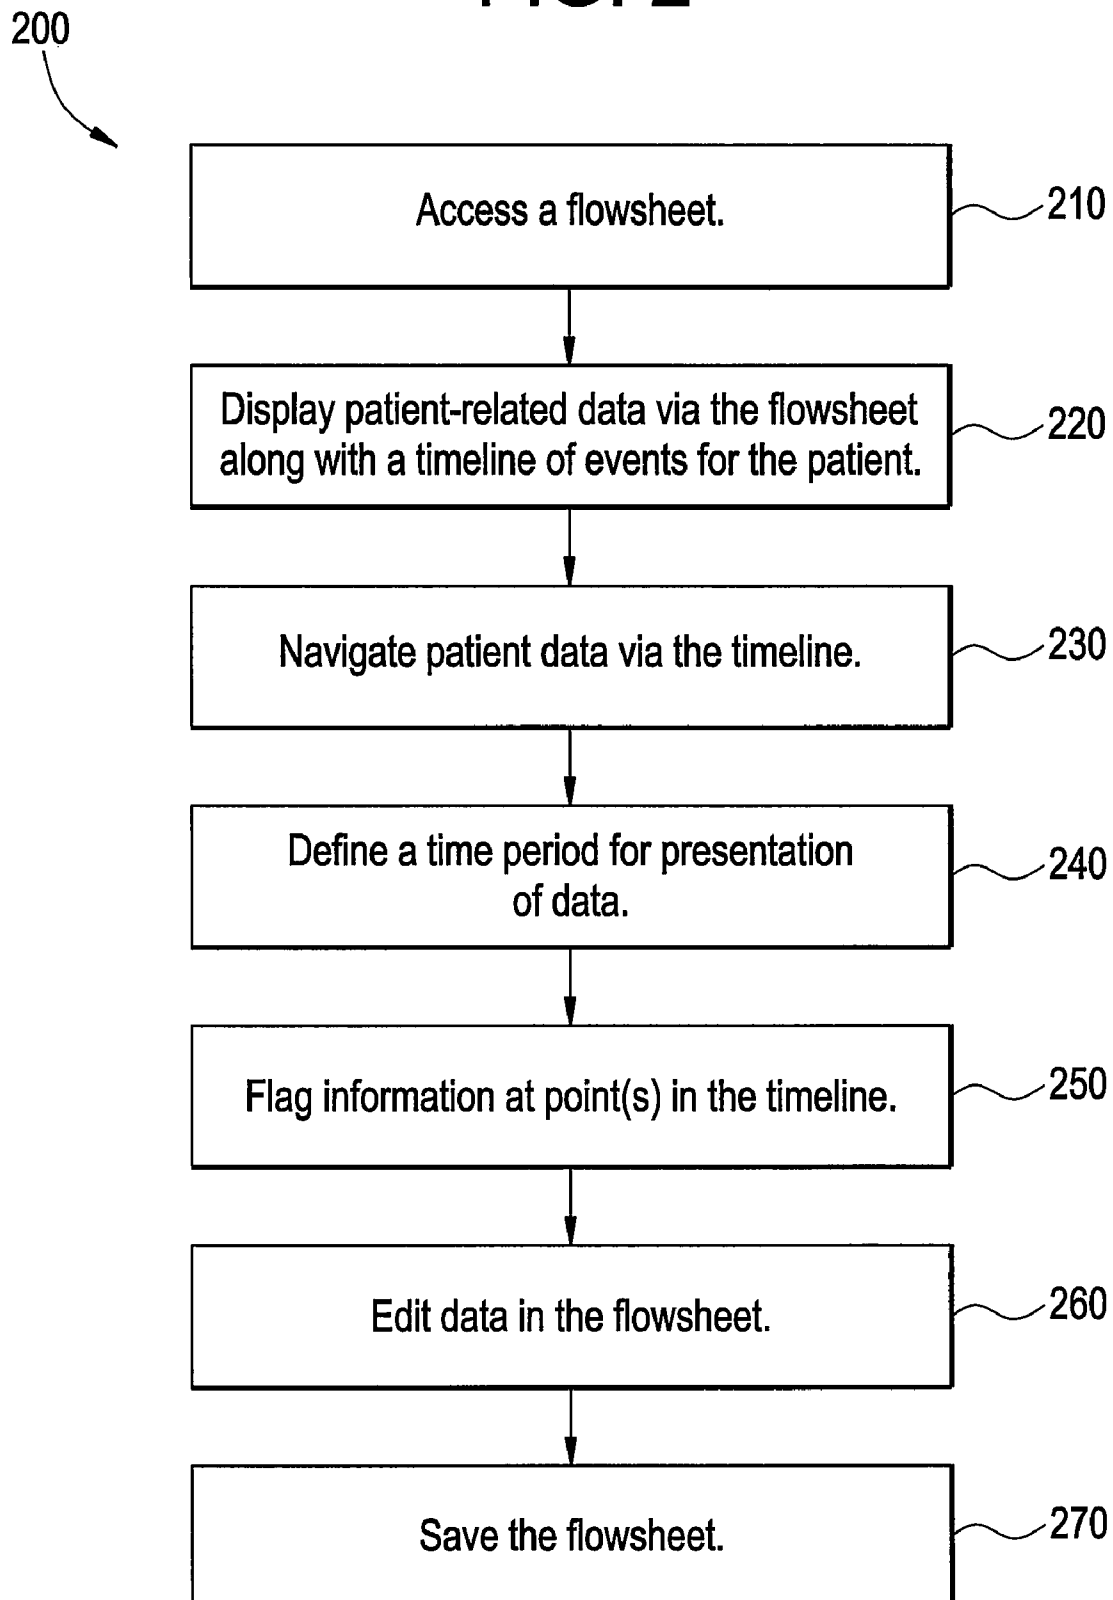 FIG. 2
200
Access a flowsheet.
210
Display patient-related data via the flowsheet
along with a timeline of events for the patient.
220
Navigate patient data via the timeline.
230
Define a time period for presentation
of data.
240
Flag information at point(s) in the timeline.
250
Edit data in the flowsheet.
260
Save the flowsheet.
270